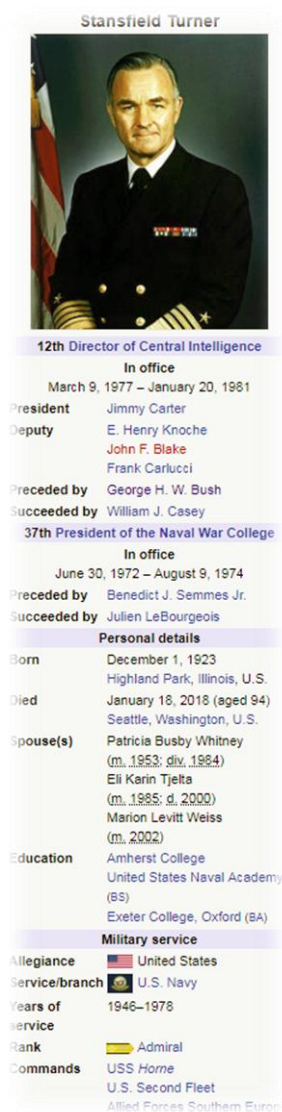 Stansfield Turner
12th Director of Central Intelligence
In office
March 9, 1977 – January 20, 1981
President Jimmy Carter
Deputy E. Henry Knoche
John F. Blake
Frank Carlucci
Preceded by George H. W. Bush
Succeeded by William J. Casey
37th President of the Naval War College
In office
June 30, 1972 – August 9, 1974
Preceded by Benedict J. Semmes Jr.
Succeeded by Julien LeBourgeois
Personal details
Born December 1, 1923
Highland Park, Illinois, U.S.
Died January 18, 2018 (aged 94)
Seattle, Washington, U.S.
Spouse(s) Patricia Busby Whitney
(m. 1953; div. 1984)
Eli Karin Tjelta
(m. 1985; d. 2000)
Marion Levitt Weiss
(m. 2002)
Education Amherst College
United States Naval Academy
(BS)
Exeter College, Oxford (BA)
Military service
Allegiance United States
Service/branch U.S. Navy
Years of 1946–1978
service
Rank Admiral
Commands USS Horne
U.S. Second Fleet
Allied Forces Southern Europ